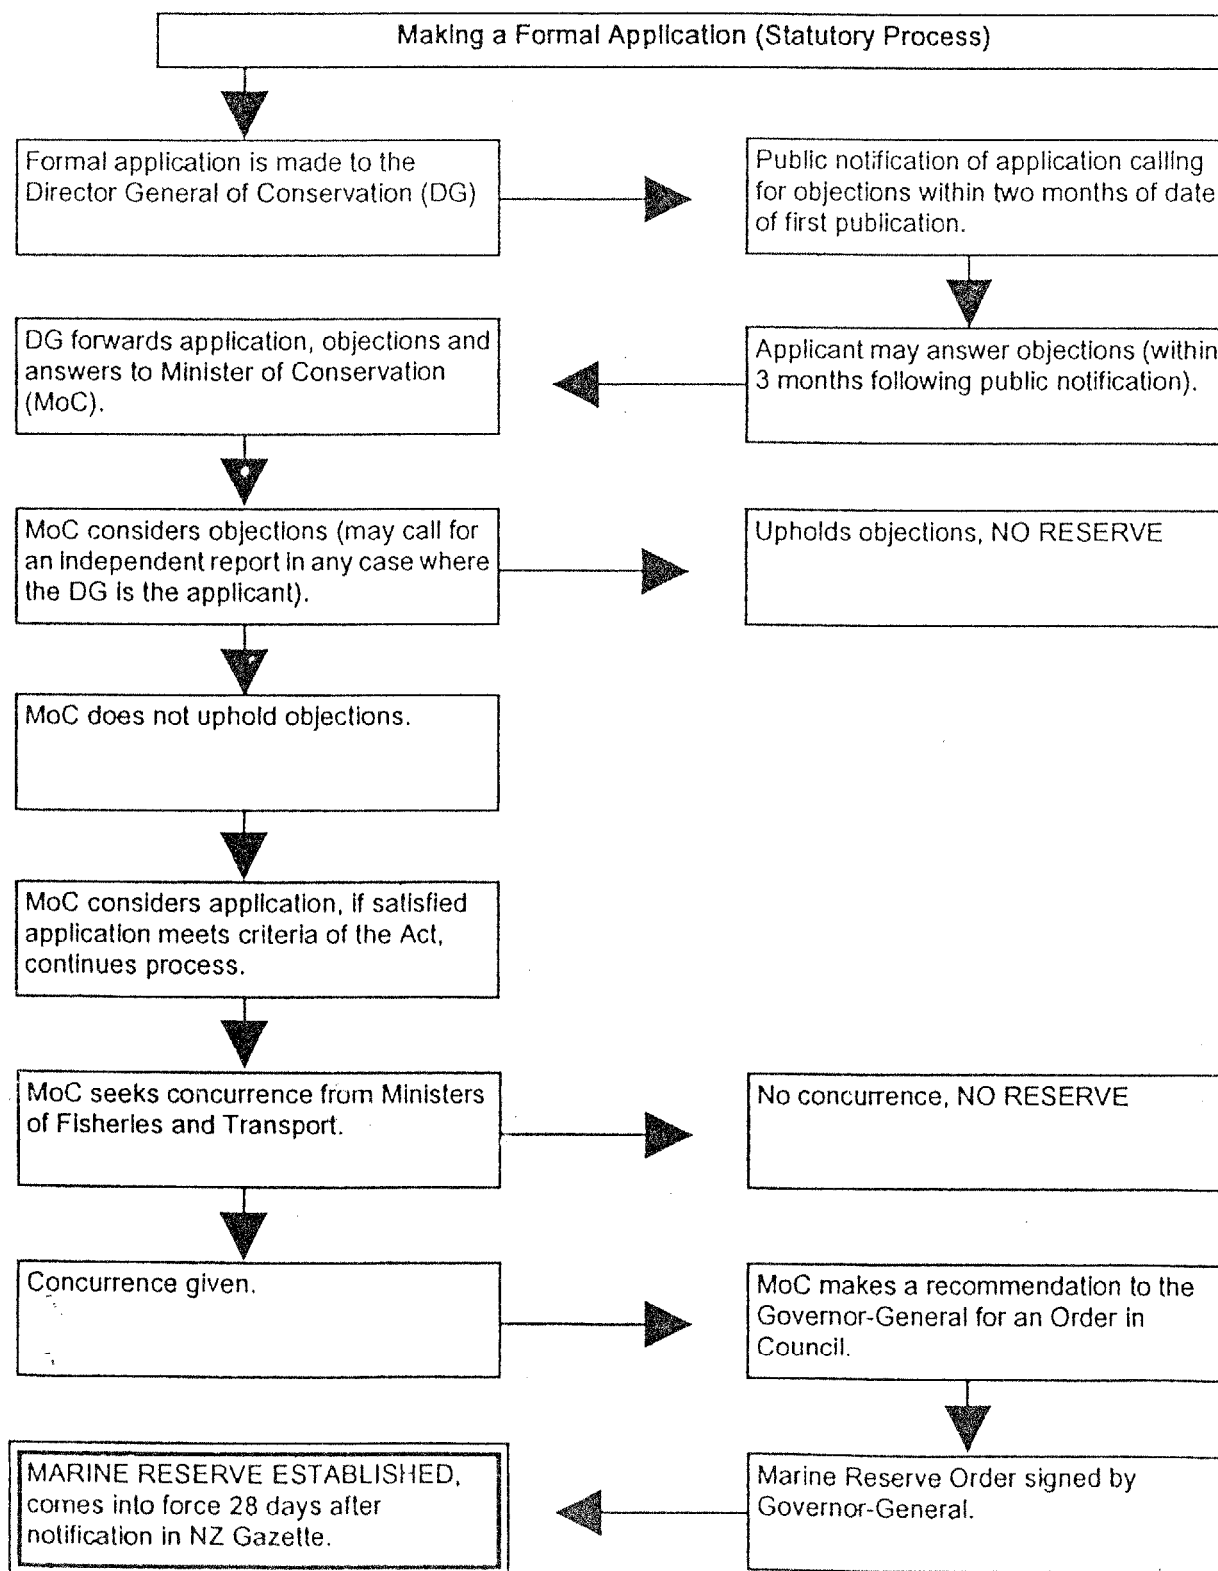 Making a Formal Application (Statutory Process)
Formal application is made to the
Director General of Conservation (DG)
Public notification of application calling
for objections within two months of date
of first publication.
Applicant may answer objections (within
3 months following public notification).
DG forwards application, objections and
answers to Minister of Conservation
(MoC).
MoC considers objections (may call for
an independent report in any case where
the DG is the applicant).
Upholds objections, NO RESERVE
MoC does not uphold objections.
MoC considers application, if satisfied
application meets criteria of the Act,
continues process.
MoC seeks concurrence from Ministers
of Fisheries and Transport.
No concurrence, NO RESERVE
Concurrence given.
MoC makes a recommendation to the
Governor-General for an Order in
Council.
Marine Reserve Order signed by
Governor-General.
MARINE RESERVE ESTABLISHED,
comes into force 28 days after
notification in NZ Gazette.